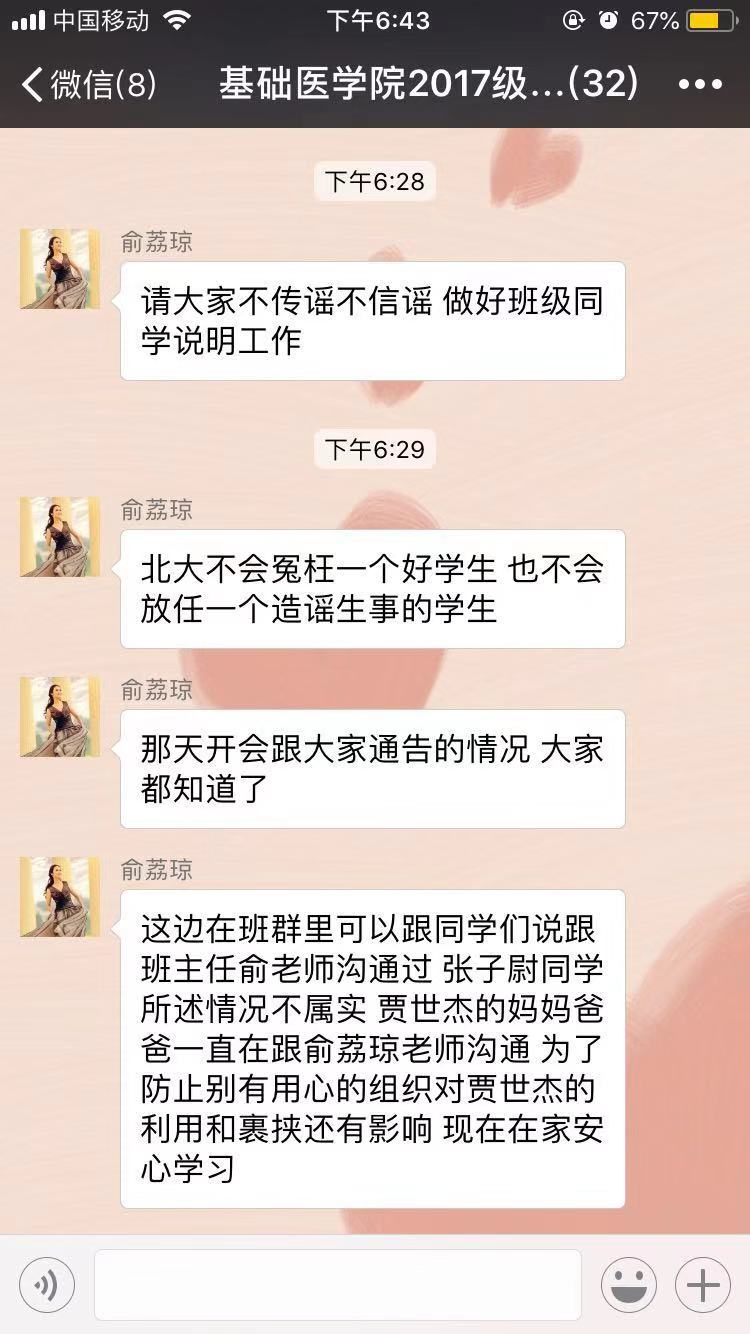 中国移动 下午6:43 67%
微信(8) 基础医学院2017级...(32)
下午6:28
俞荔琼
请大家不传谣不信谣 做好班级同
学说明工作
下午6:29
俞荔琼
北大不会冤枉一个好学生 也不会
放任一个造谣生事的学生
俞荔琼
那天开会跟大家通告的情况 大家
都知道了
俞荔琼
这边在班群里可以跟同学们说跟
班主任俞老师沟通过 张子尉同学
所述情况不属实 贾世杰的妈妈爸
爸一直在跟俞荔琼老师沟通 为了
防止别有用心的组织对贾世杰的
利用和裹挟还有影响 现在在家安
心学习